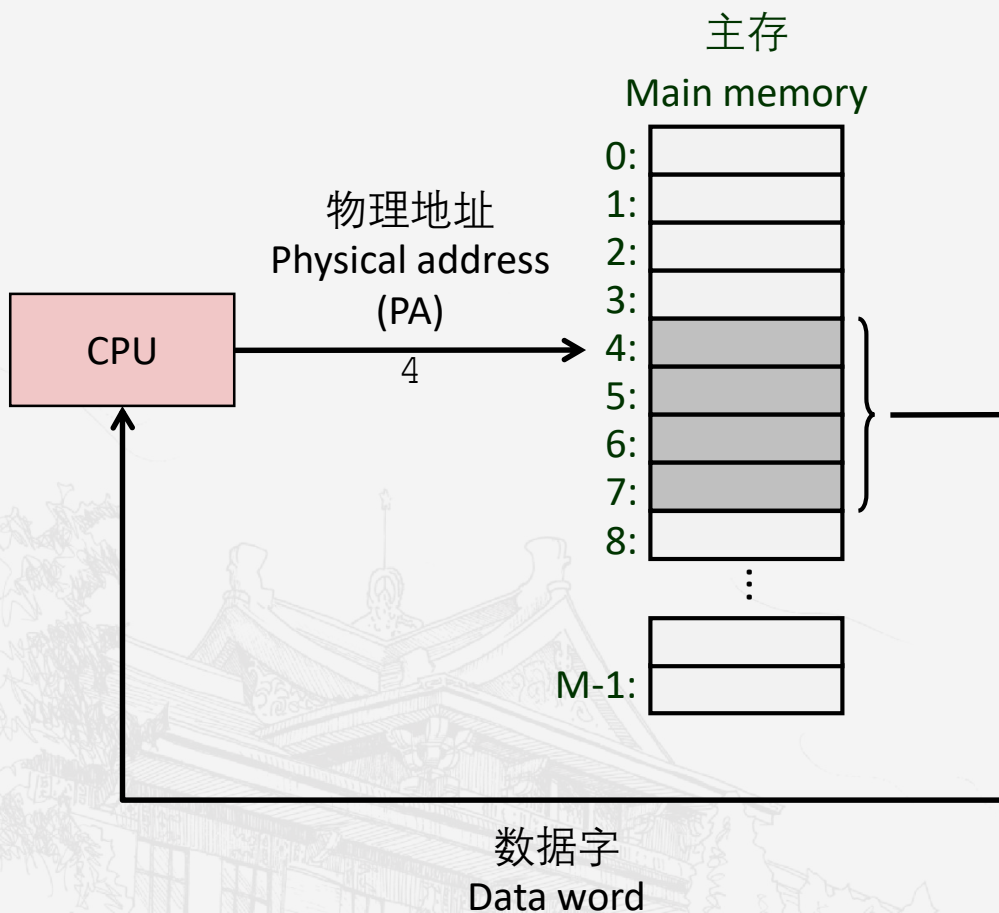 主存
Main memory
物理地址
Physical address
(PA)
4
CPU
0:
1:
2:
3:
4:
5:
6:
7:
8:
⋮
M-1:
数据字
Data word